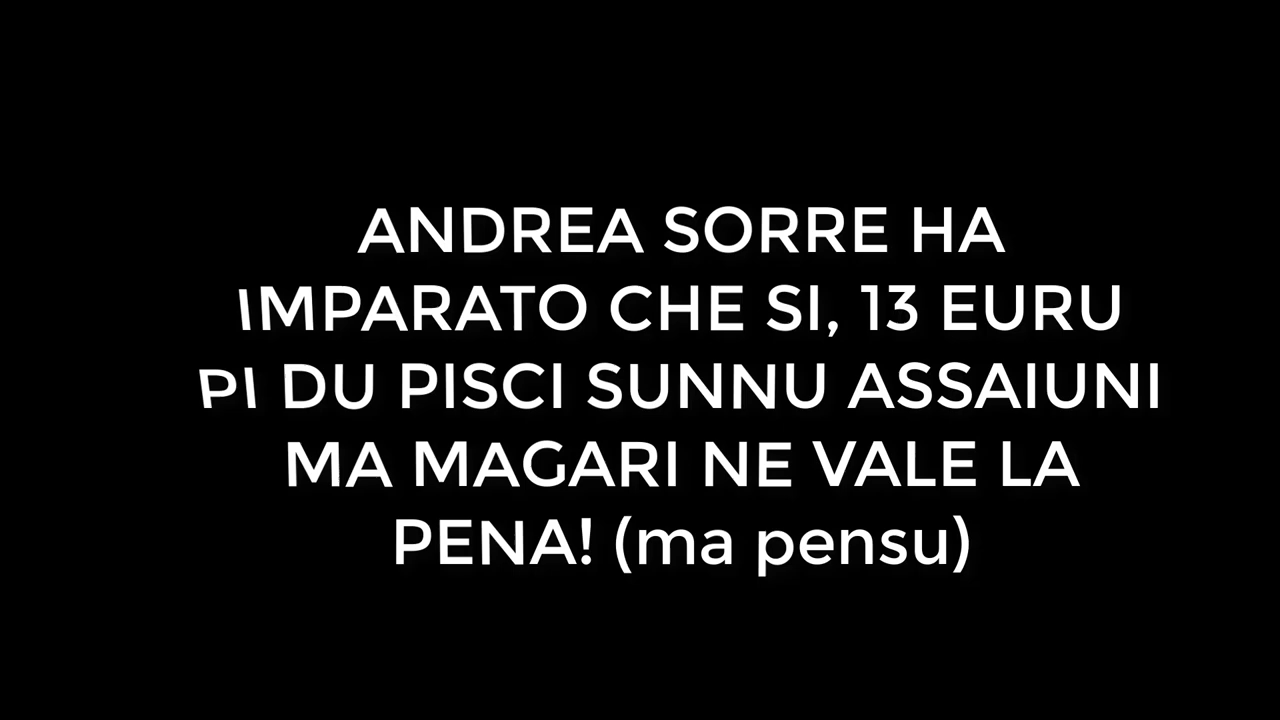 ANDREA SORRE HA
IMPARATO CHE SI, 13 EURU
PI DU PISCI SUNNU ASSAIUNI
MA MAGARI NE VALE LA
PENA! (ma pensu)